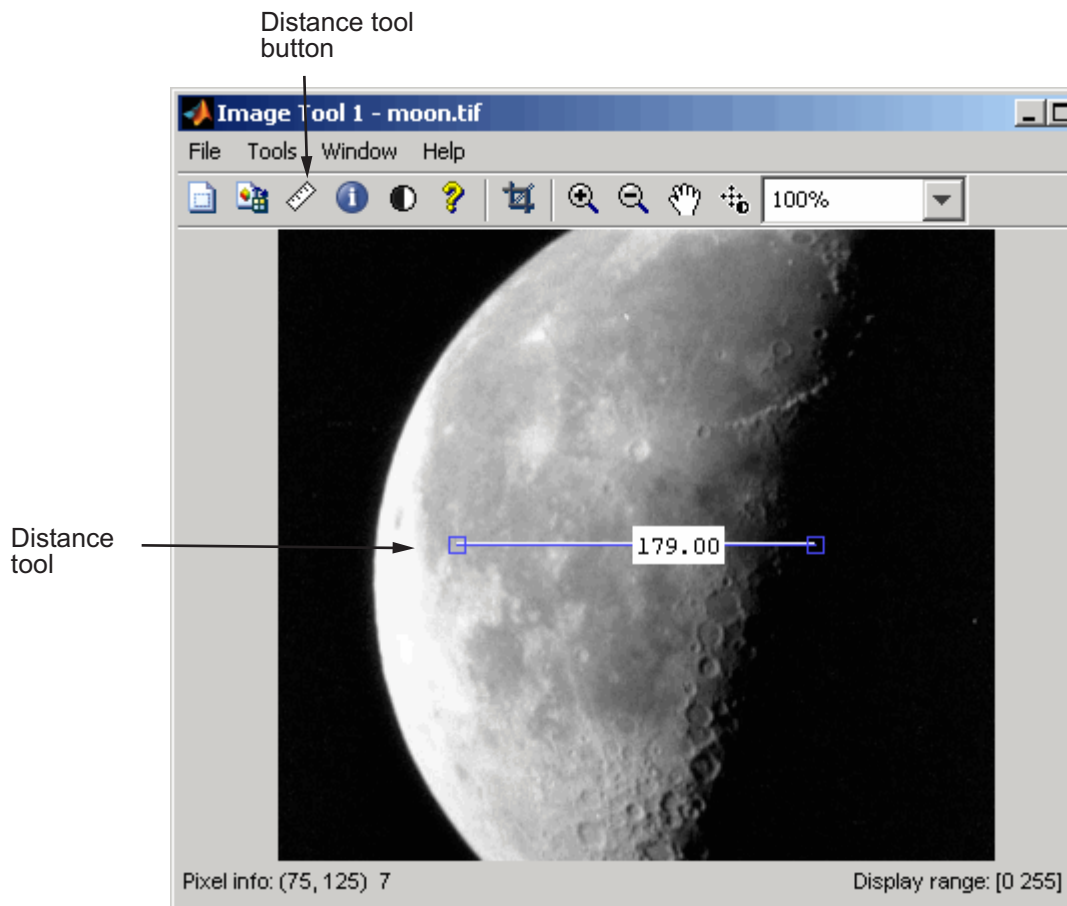 Distance tool
button
Image Tool 1 - moon.tif
File Tools Window Help
100%
Distance
tool
179.00
Pixel info: (75, 125) 7
Display range: [0 255]